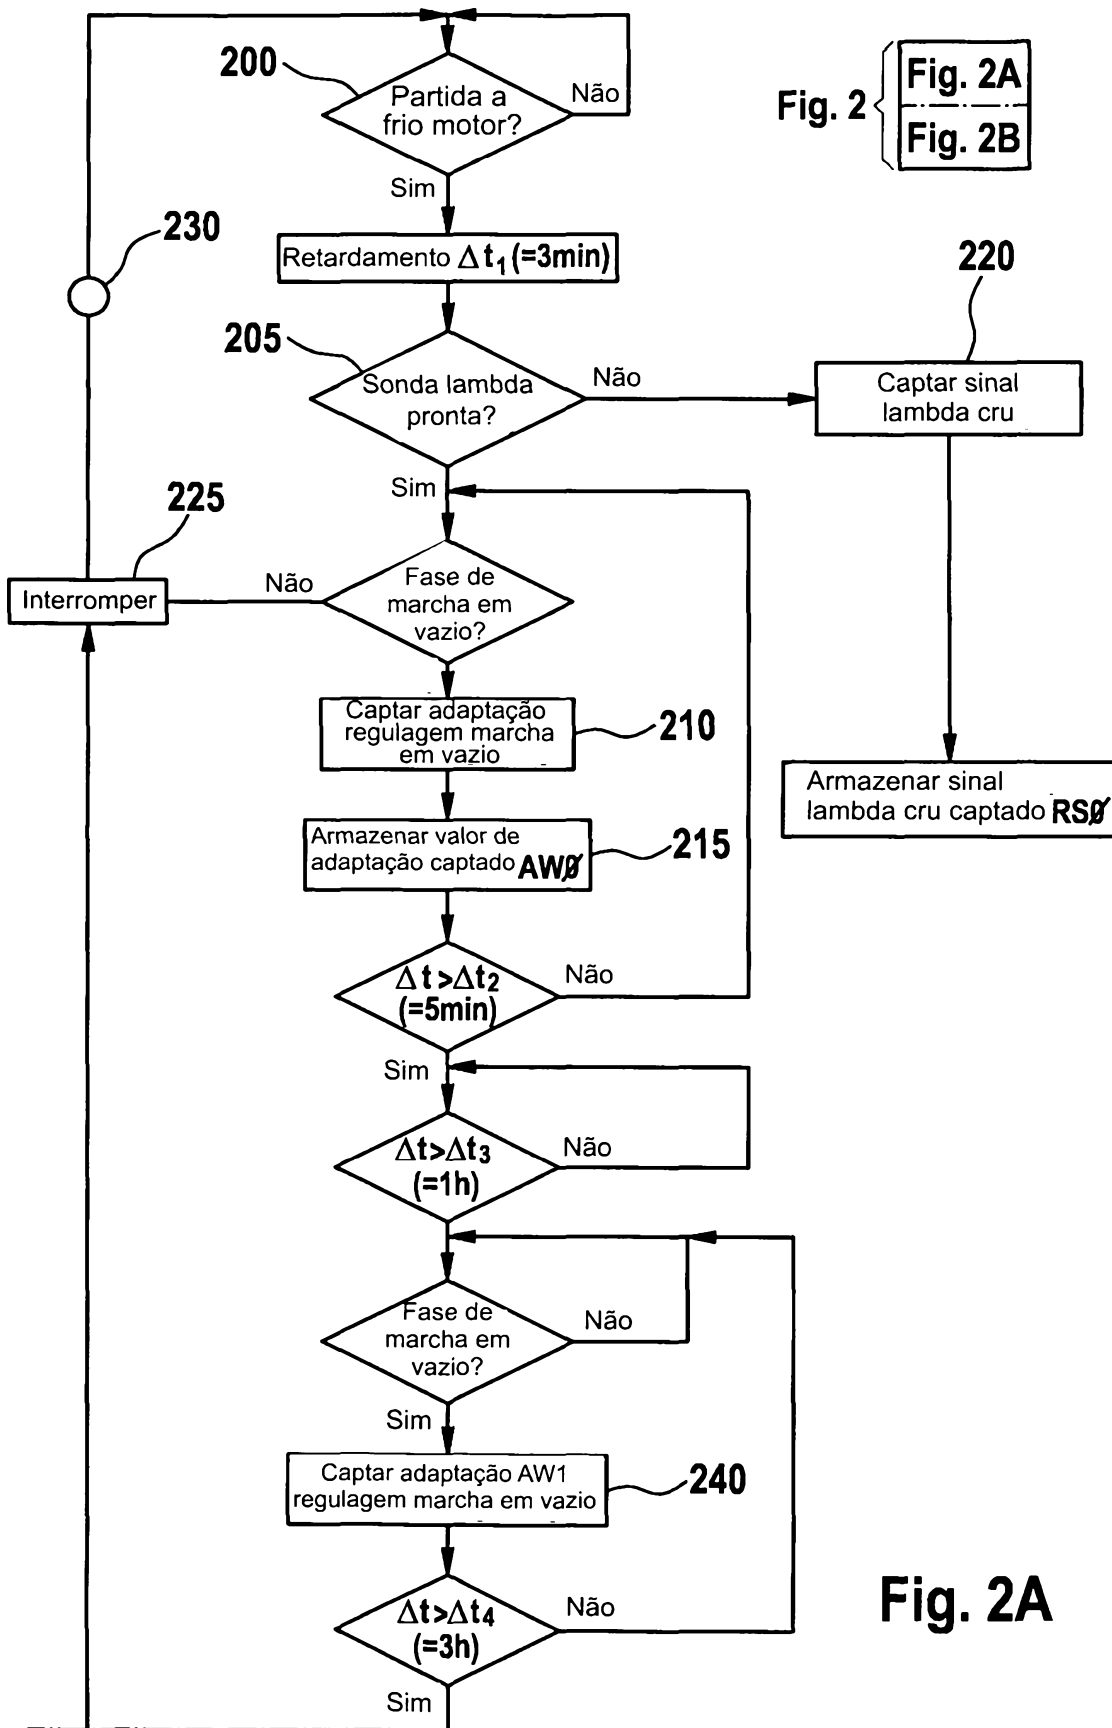 200
Partida a
frio motor?
Não
Sim
Fig. 2
Fig. 2A
Fig. 2B
230
Retardamento Δt₁ (=3min)
205
Sonda lambda
pronta?
Não
Sim
220
Captar sinal
lambda cru
225
Interromper
Não
Fase de
marcha em
vazio?
Captar adaptação
regulagem marcha
em vazio
210
Armazenar sinal
lambda cru captado RS0̸
Armazenar valor de
adaptação captado AW0̸
215
Δt>Δt₂
(=5min)
Não
Sim
Δt>Δt₃
(=1h)
Não
Fase de
marcha em
vazio?
Não
Sim
Captar adaptação AW1
regulagem marcha em vazio
240
Δt>Δt₄
(=3h)
Não
Sim
Fig. 2A